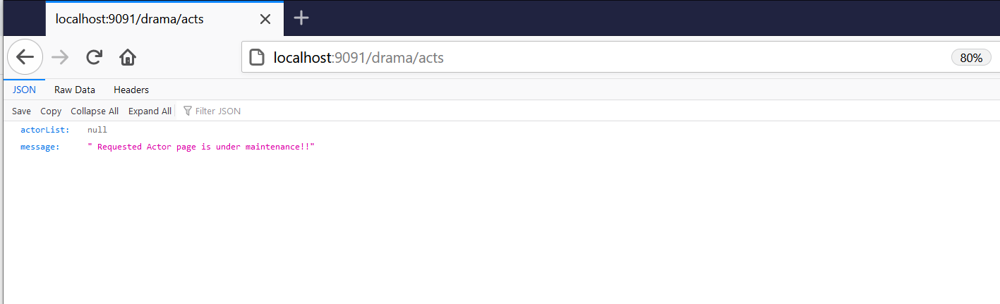 localhost:9091/drama/acts
localhost:9091/drama/acts 80%
JSON Raw Data Headers
Save Copy Collapse All Expand All Filter JSON
actorList: null
message: " Requested Actor page is under maintenance!!"